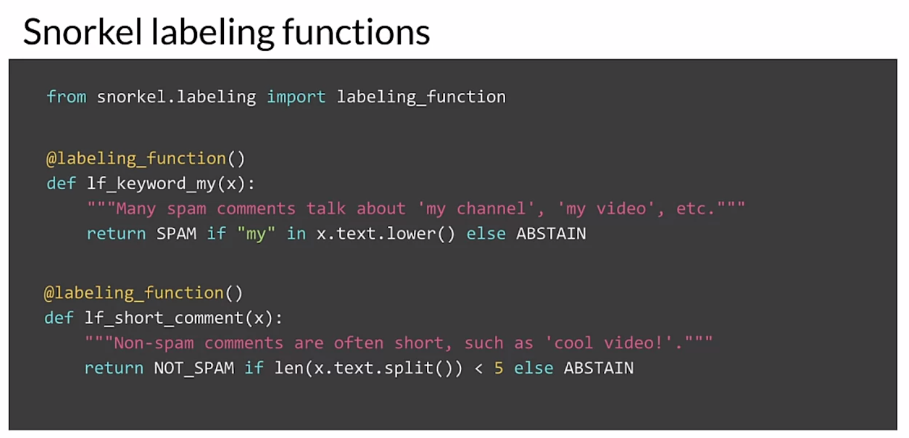 Snorkel labeling functions
from snorkel.labeling import labeling_function
@labeling_function()
def lf_keyword_my(x):
"""Many spam comments talk about 'my channel', 'my video', etc."""
return SPAM if "my" in x.text.lower() else ABSTAIN
@labeling_function()
def lf_short_comment(x):
"""Non-spam comments are often short, such as 'cool video!'."""
return NOT_SPAM if len(x.text.split()) < 5 else ABSTAIN